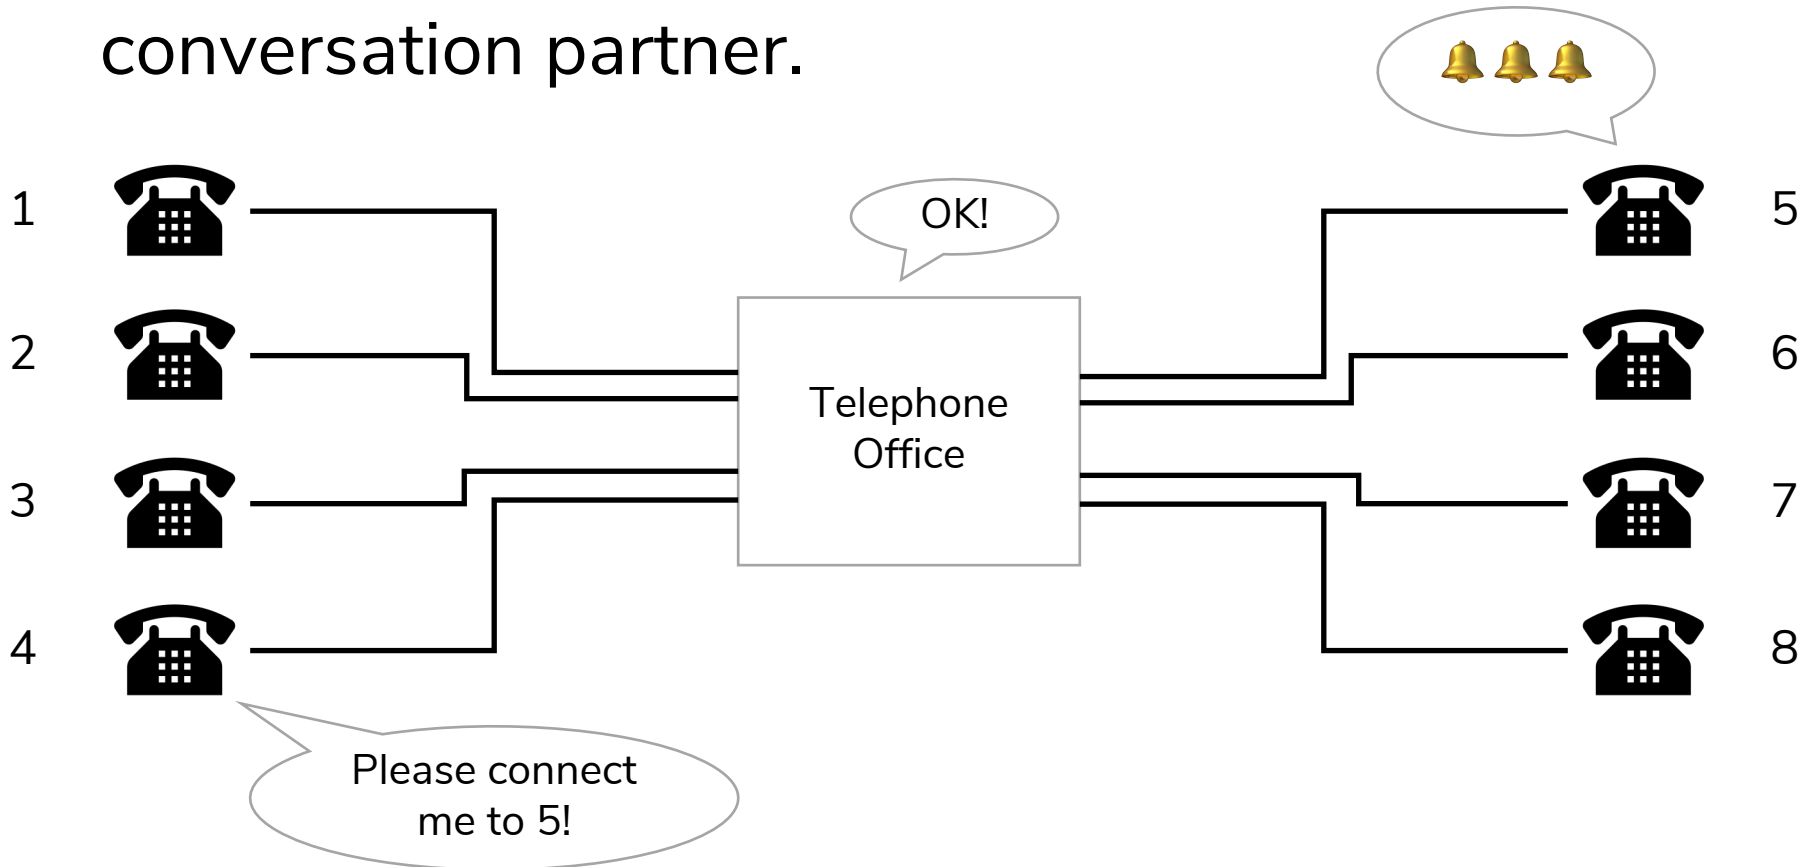 conversation partner.
🔔🔔🔔
1
5
OK!
2
6
Telephone
Office
3
7
4
8
Please connect
me to 5!